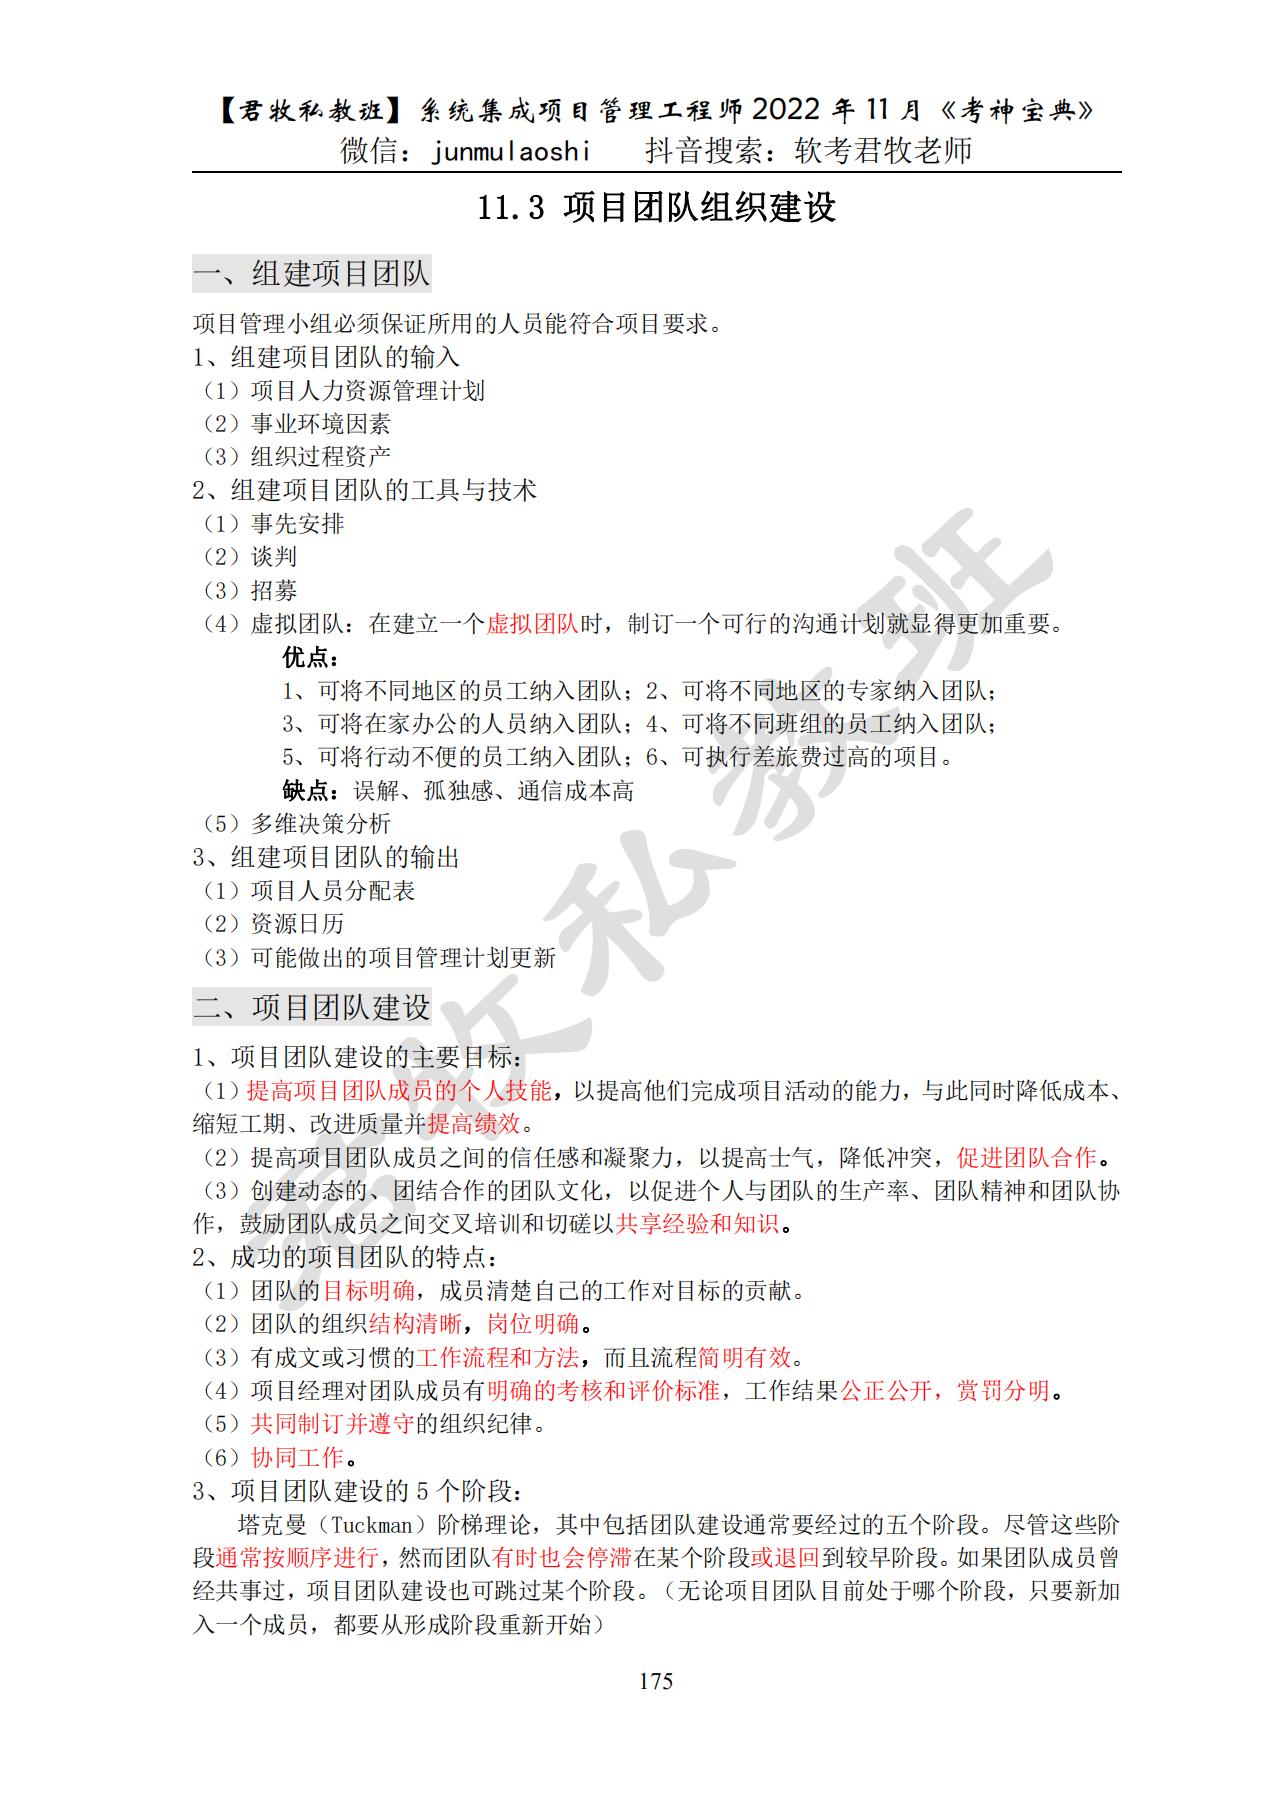 【君牧私教班】系统集成项目管理工程师 2022 年 11 月《考神宝典》
微信：junmulaoshi 抖音搜索：软考君牧老师
11.3 项目团队组织建设
一、组建项目团队
项目管理小组必须保证所用的人员能符合项目要求。
1、组建项目团队的输入
（1）项目人力资源管理计划
（2）事业环境因素
（3）组织过程资产
2、组建项目团队的工具与技术
（1）事先安排
（2）谈判
（3）招募
（4）虚拟团队：在建立一个虚拟团队时，制订一个可行的沟通计划就显得更加重要。
优点：
1、可将不同地区的员工纳入团队；2、可将不同地区的专家纳入团队；
3、可将在家办公的人员纳入团队；4、可将不同班组的员工纳入团队；
5、可将行动不便的员工纳入团队；6、可执行差旅费过高的项目。
缺点：误解、孤独感、通信成本高
（5）多维决策分析
3、组建项目团队的输出
（1）项目人员分配表
（2）资源日历
（3）可能做出的项目管理计划更新
二、项目团队建设
1、项目团队建设的主要目标：
（1）提高项目团队成员的个人技能，以提高他们完成项目活动的能力，与此同时降低成本、
缩短工期、改进质量并提高绩效。
（2）提高项目团队成员之间的信任感和凝聚力，以提高士气，降低冲突，促进团队合作。
（3）创建动态的、团结合作的团队文化，以促进个人与团队的生产率、团队精神和团队协
作，鼓励团队成员之间交叉培训和切磋以共享经验和知识。
2、成功的项目团队的特点：
（1）团队的目标明确，成员清楚自己的工作对目标的贡献。
（2）团队的组织结构清晰，岗位明确。
（3）有成文或习惯的工作流程和方法，而且流程简明有效。
（4）项目经理对团队成员有明确的考核和评价标准，工作结果公正公开，赏罚分明。
（5）共同制订并遵守的组织纪律。
（6）协同工作。
3、项目团队建设的 5 个阶段：
塔克曼（Tuckman）阶梯理论，其中包括团队建设通常要经过的五个阶段。尽管这些阶
段通常按顺序进行，然而团队有时也会停滞在某个阶段或退回到较早阶段。如果团队成员曾
经共事过，项目团队建设也可跳过某个阶段。（无论项目团队目前处于哪个阶段，只要新加
入一个成员，都要从形成阶段重新开始）
175
君牧私教班